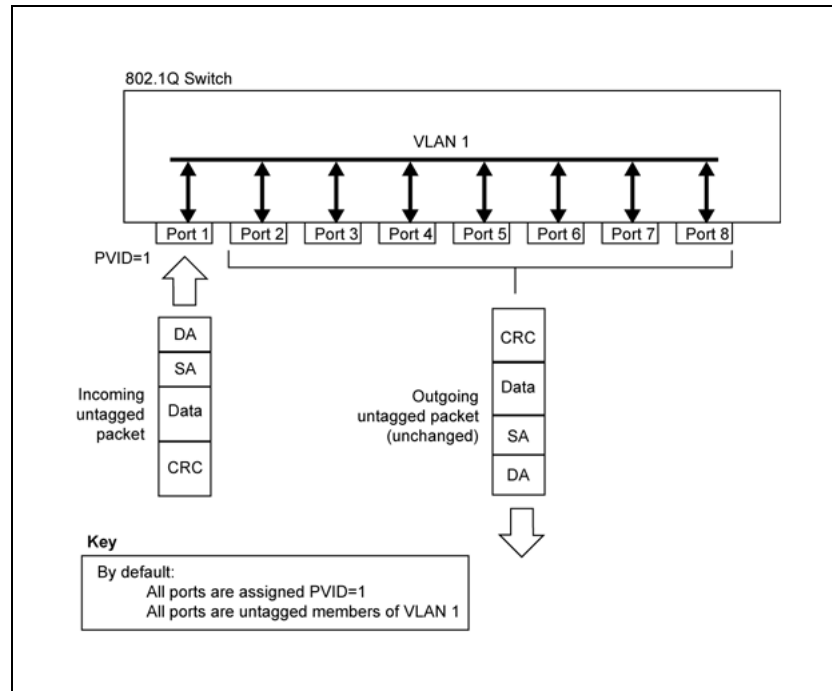 802.1Q Switch
VLAN 1
Port 1 Port 2 Port 3 Port 4 Port 5 Port 6 Port 7 Port 8
PVID=1
DA
SA
Data
CRC
Incoming
untagged
packet
CRC
Data
SA
DA
Outgoing
untagged packet
(unchanged)
Key
By default:
All ports are assigned PVID=1
All ports are untagged members of VLAN 1